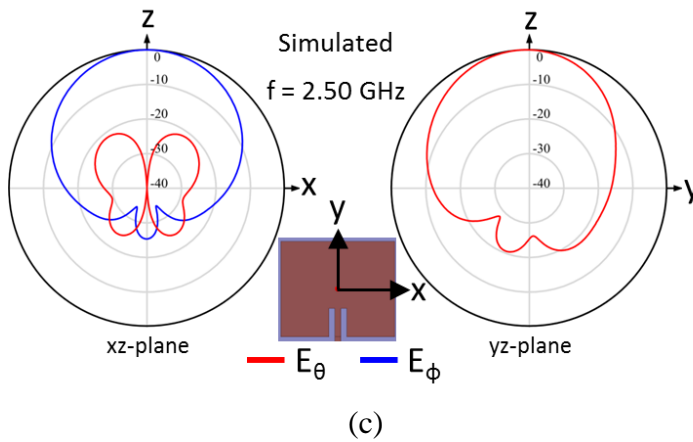 z
0
-10
-20
-30
-40
x
xz-plane
Simulated
f = 2.50 GHz
z
0
-10
-20
-30
-40
y
yz-plane
y
x
Eθ
Eϕ
(c)